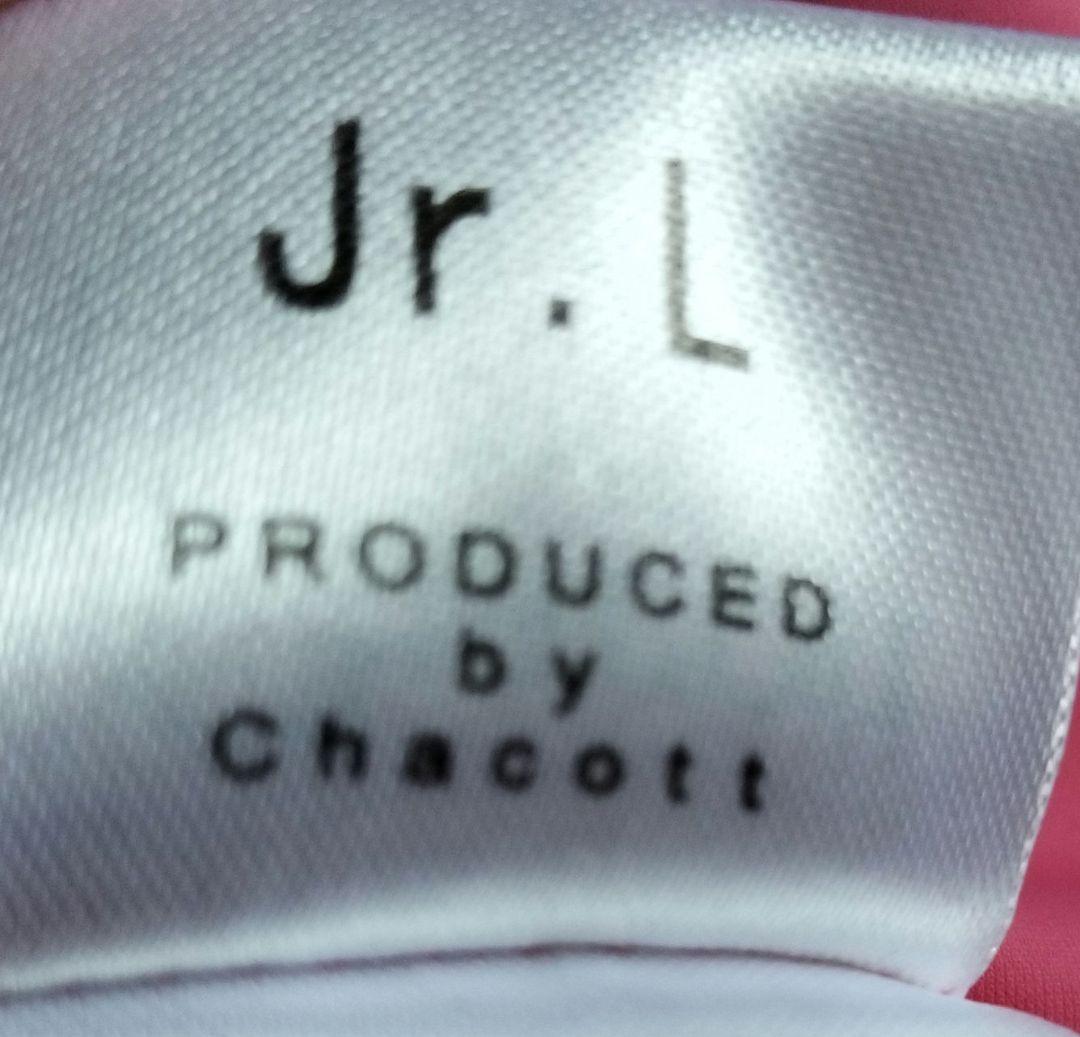 Jr. L
PRODUCED
by
Chacott